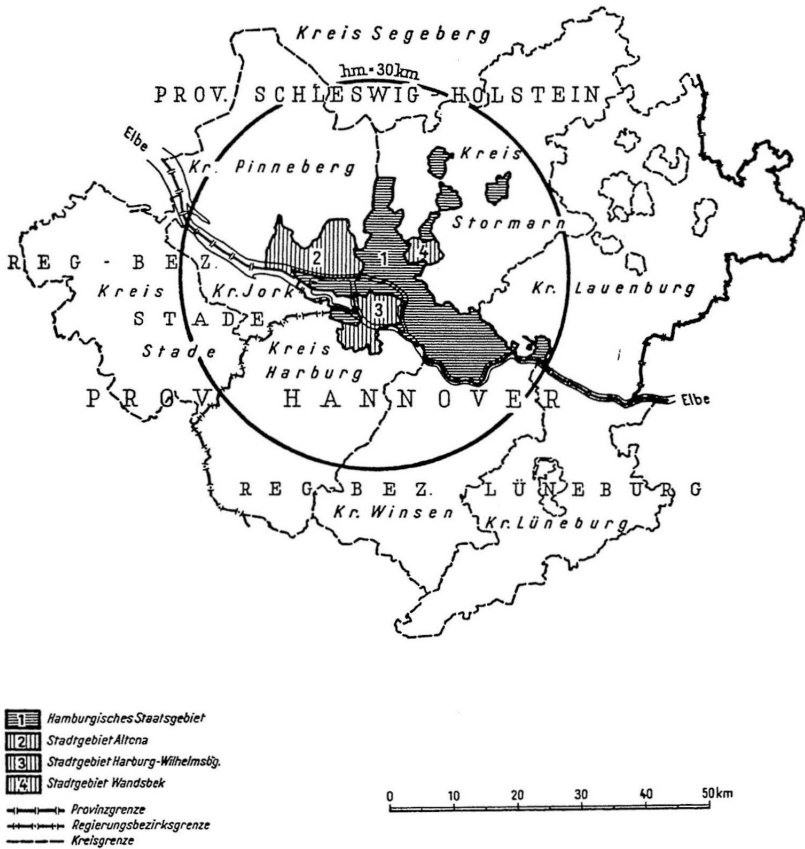 Kreis Segeberg
hm=30km
PROV. SCHLESWIG-HOLSTEIN
Elbe
Kr. Pinneberg
Kreis
Stormarn
2
1
4
REG-BEZ.
Kreis
Kr. Jork
Kr. Lauenburg
STADE
3
Stade
Kreis
Harburg
PROV. HANNOVER
Elbe
REG-BEZ. LÜNEBURG
Kr. Winsen
Kr. Lüneburg
1 Hamburgisches Staatsgebiet
2 Stadtgebiet Altona
3 Stadtgebiet Harburg-Wilhelmsbg.
4 Stadtgebiet Wandsbek
Provinzgrenze
Regierungsbezirksgrenze
Kreisgrenze
0 10 20 30 40 50 km